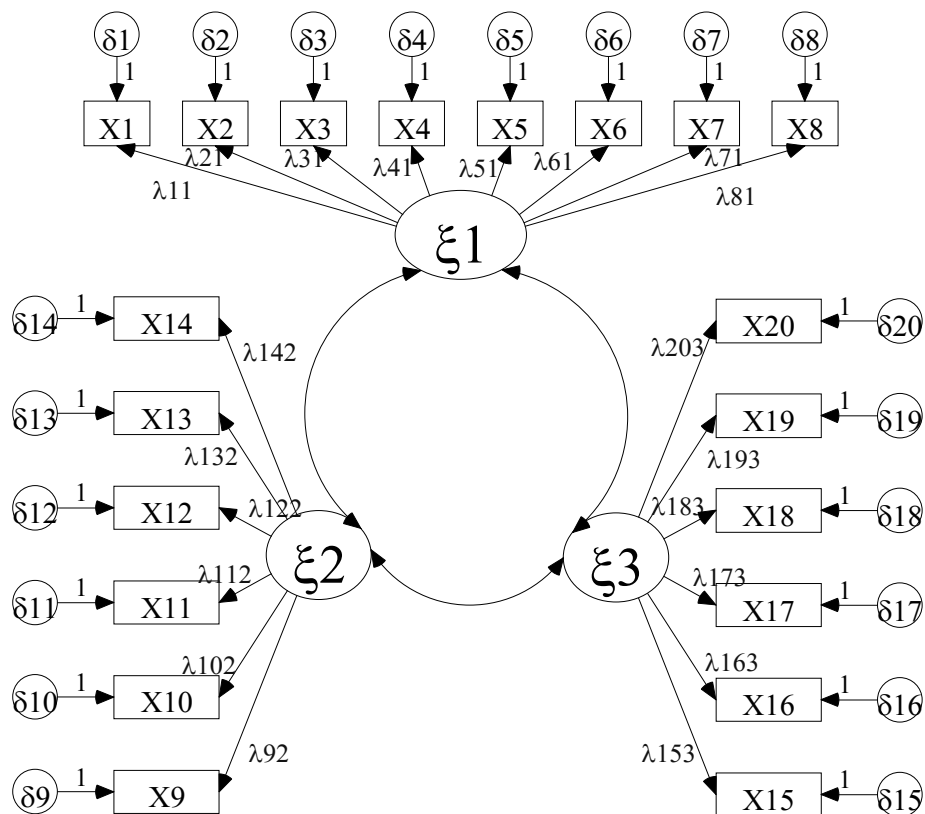 δ1 δ2 δ3 δ4 δ5 δ6 δ7 δ8
1 1 1 1 1 1 1 1
X1 X2 X3 X4 X5 X6 X7 X8
λ11 λ21 λ31 λ41 λ51 λ61 λ71 λ81
ξ1
δ14 1 X14 λ142
δ13 1 X13 λ132
δ12 1 X12 λ122
δ11 1 X11 λ112
δ10 1 X10 λ102
δ9 1 X9 λ92
ξ2
ξ3
λ203 X20 1 δ20
λ193 X19 1 δ19
λ183 X18 1 δ18
λ173 X17 1 δ17
λ163 X16 1 δ16
λ153 X15 1 δ15